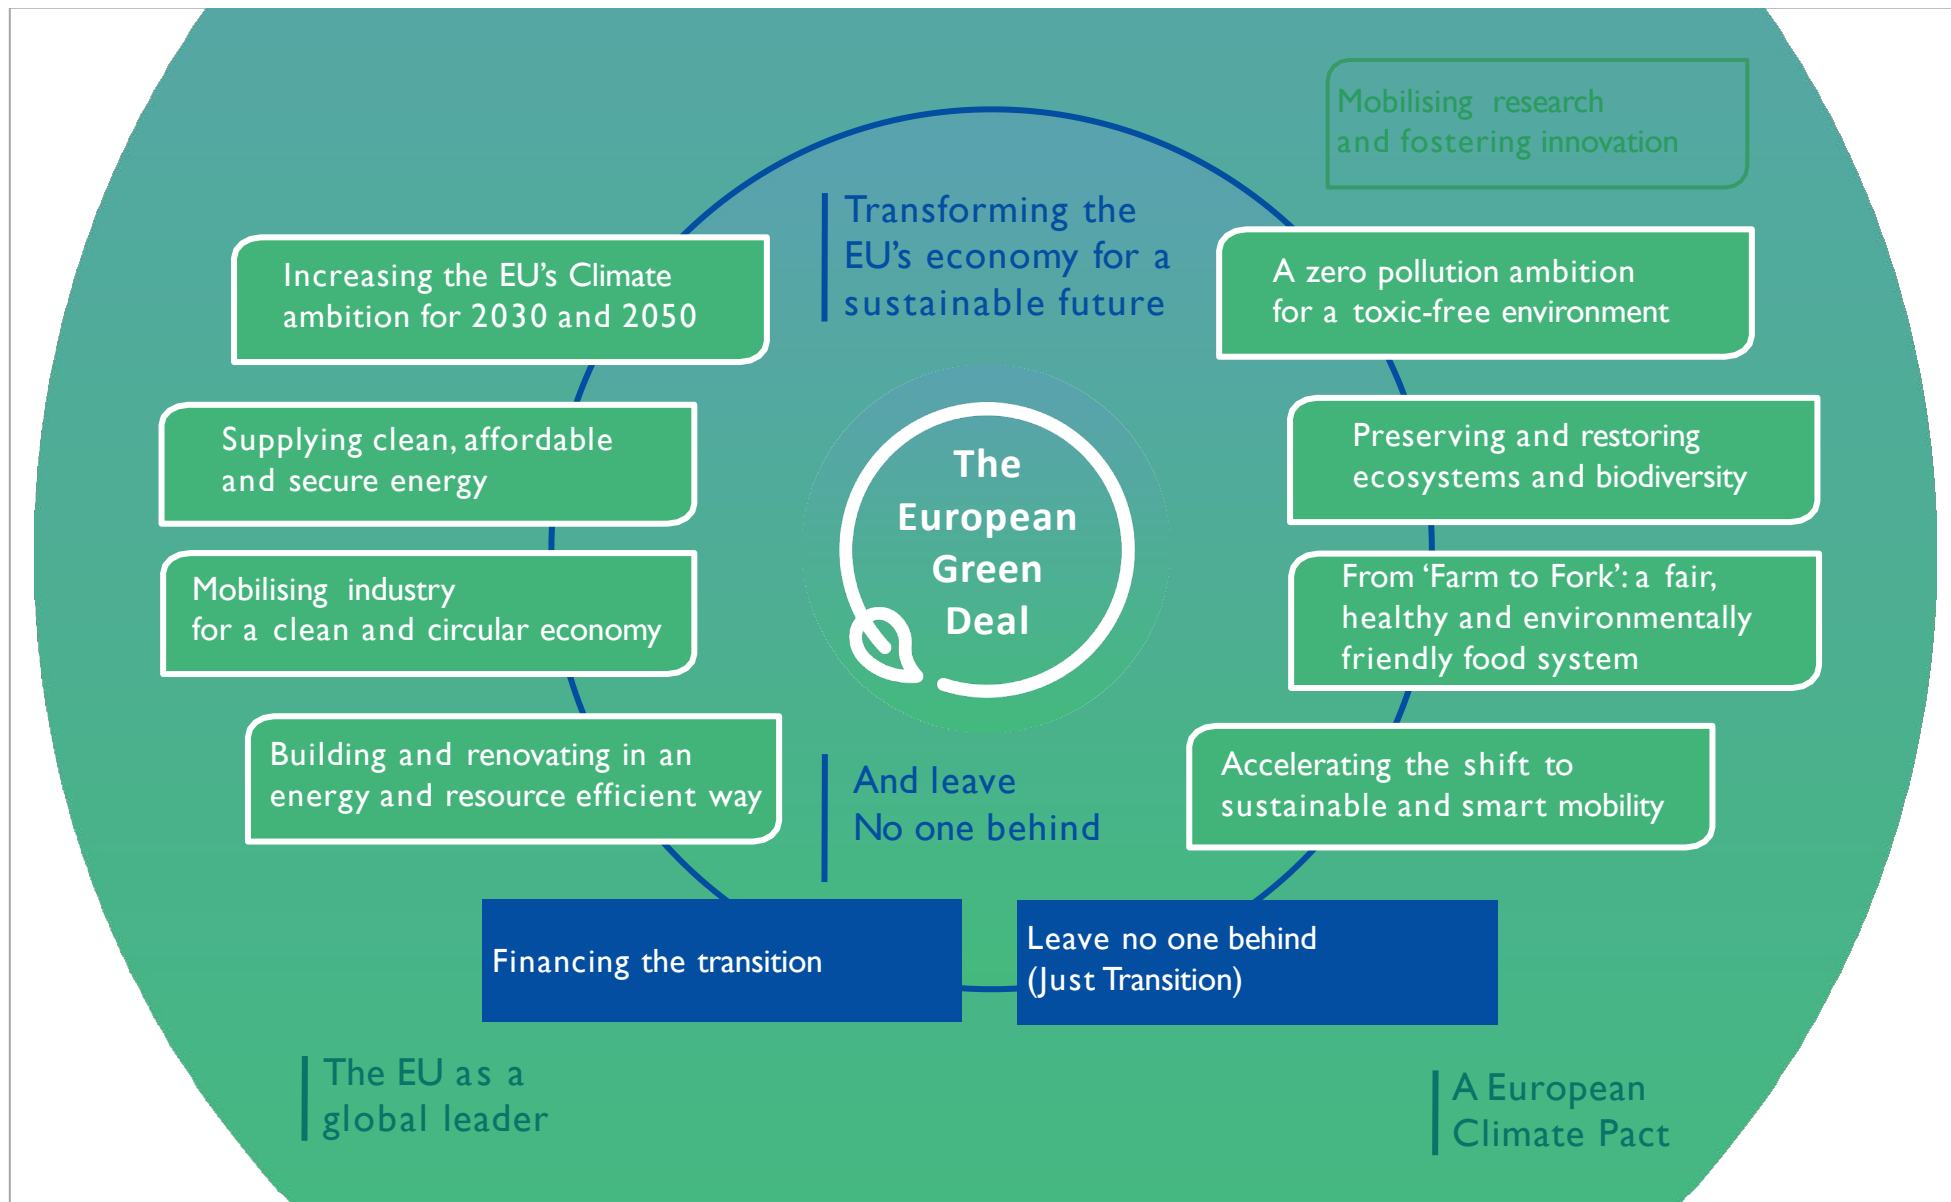 Mobilising research
and fostering innovation
Transforming the
EU's economy for a
sustainable future
Increasing the EU's Climate
ambition for 2030 and 2050
A zero pollution ambition
for a toxic-free environment
Supplying clean, affordable
and secure energy
Preserving and restoring
ecosystems and biodiversity
The
European
Green
Deal
Mobilising industry
for a clean and circular economy
From ‘Farm to Fork’: a fair,
healthy and environmentally
friendly food system
Building and renovating in an
energy and resource efficient way
Accelerating the shift to
sustainable and smart mobility
And leave
No one behind
Financing the transition
Leave no one behind
(Just Transition)
The EU as a
global leader
A European
Climate Pact